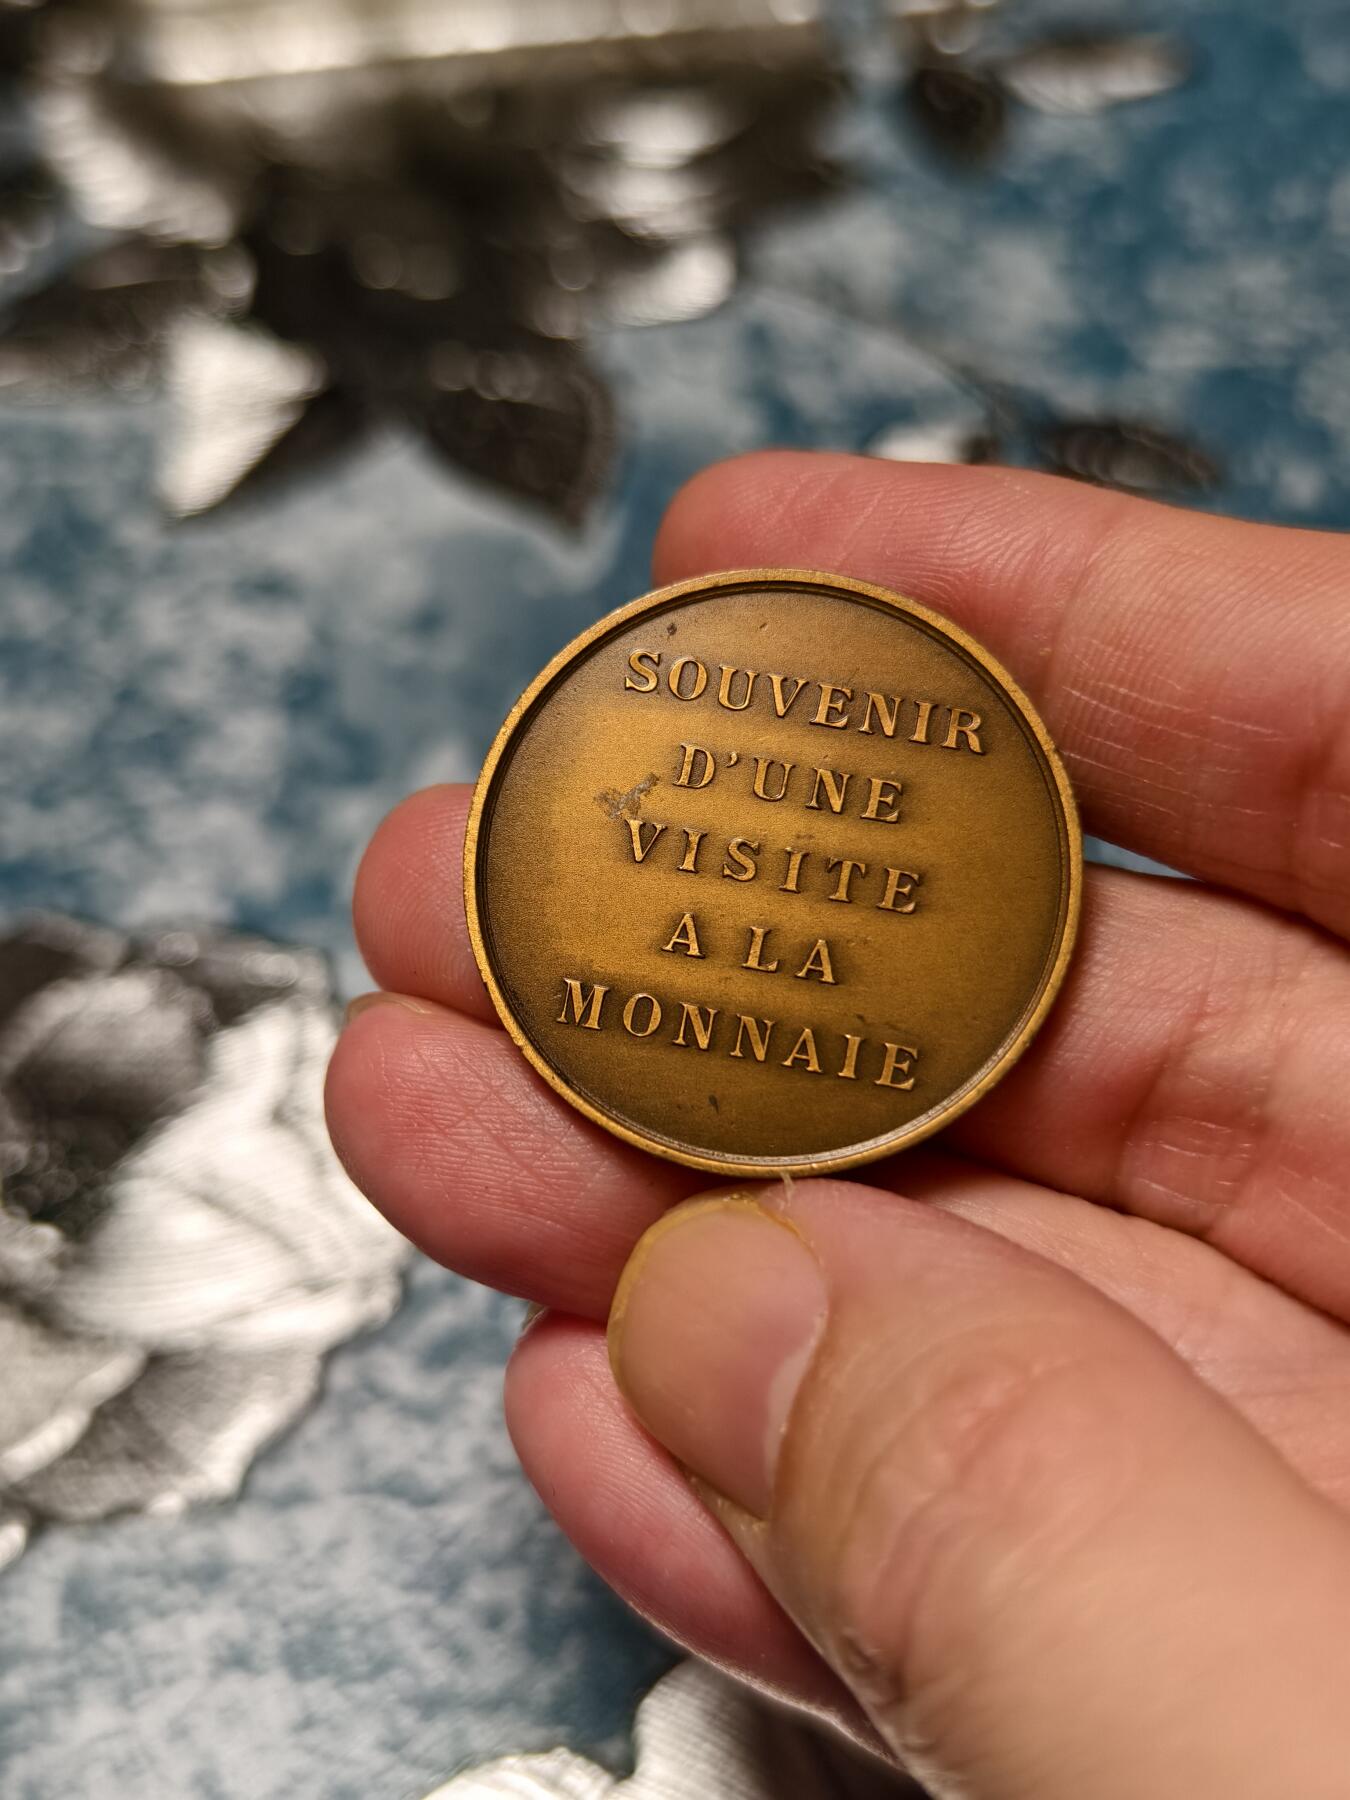 SOUVENIR
D'UNE
VISITE
A LA
MONNAIE